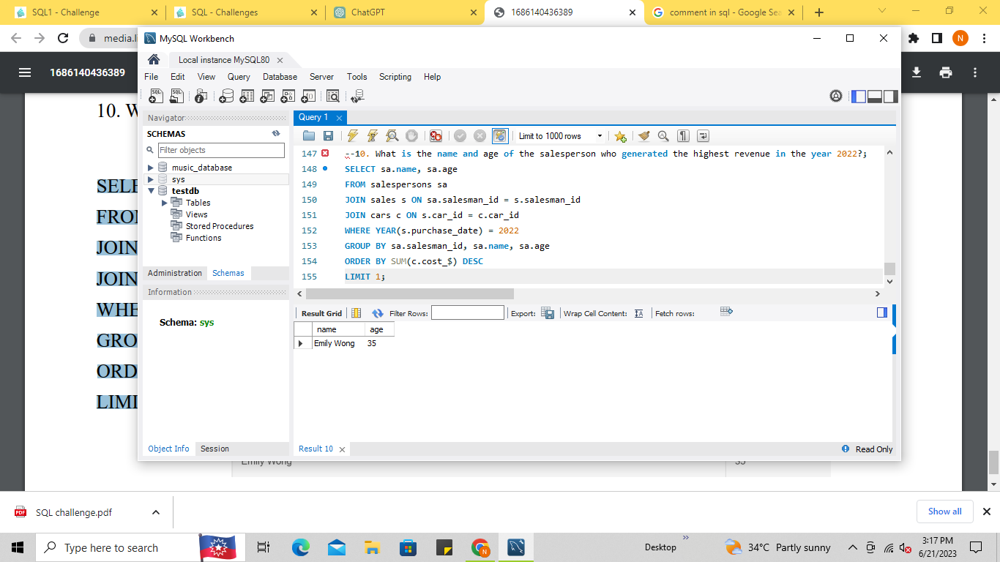 SQL1 - Challenge
SQL - Challenges
ChatGPT
1686140436389
comment in sql - Google Sea
media.l
N
1686140436389
10. W
SELE
FROM
JOIN
JOIN
WHE
GRO
ORD
LIMI
MySQL Workbench
Local instance MySQL80
File Edit View Query Database Server Tools Scripting Help
Navigator
SCHEMAS
Filter objects
music_database
sys
testdb
Tables
Views
Stored Procedures
Functions
Administration Schemas
Information
Schema: sys
Object Info Session
Query 1
Limit to 1000 rows
147 --10. What is the name and age of the salesperson who generated the highest revenue in the year 2022?;
148 SELECT sa.name, sa.age
149 FROM salespersons sa
150 JOIN sales s ON sa.salesman_id = s.salesman_id
151 JOIN cars c ON s.car_id = c.car_id
152 WHERE YEAR(s.purchase_date) = 2022
153 GROUP BY sa.salesman_id, sa.name, sa.age
154 ORDER BY SUM(c.cost_$) DESC
155 LIMIT 1;
Result Grid Filter Rows: Export: Wrap Cell Content: Fetch rows:
name age
Emily Wong 35
Result 10
Read Only
Emily Wong 35
SQL challenge.pdf
Show all
Type here to search
Desktop
34°C Partly sunny
3:17 PM
6/21/2023